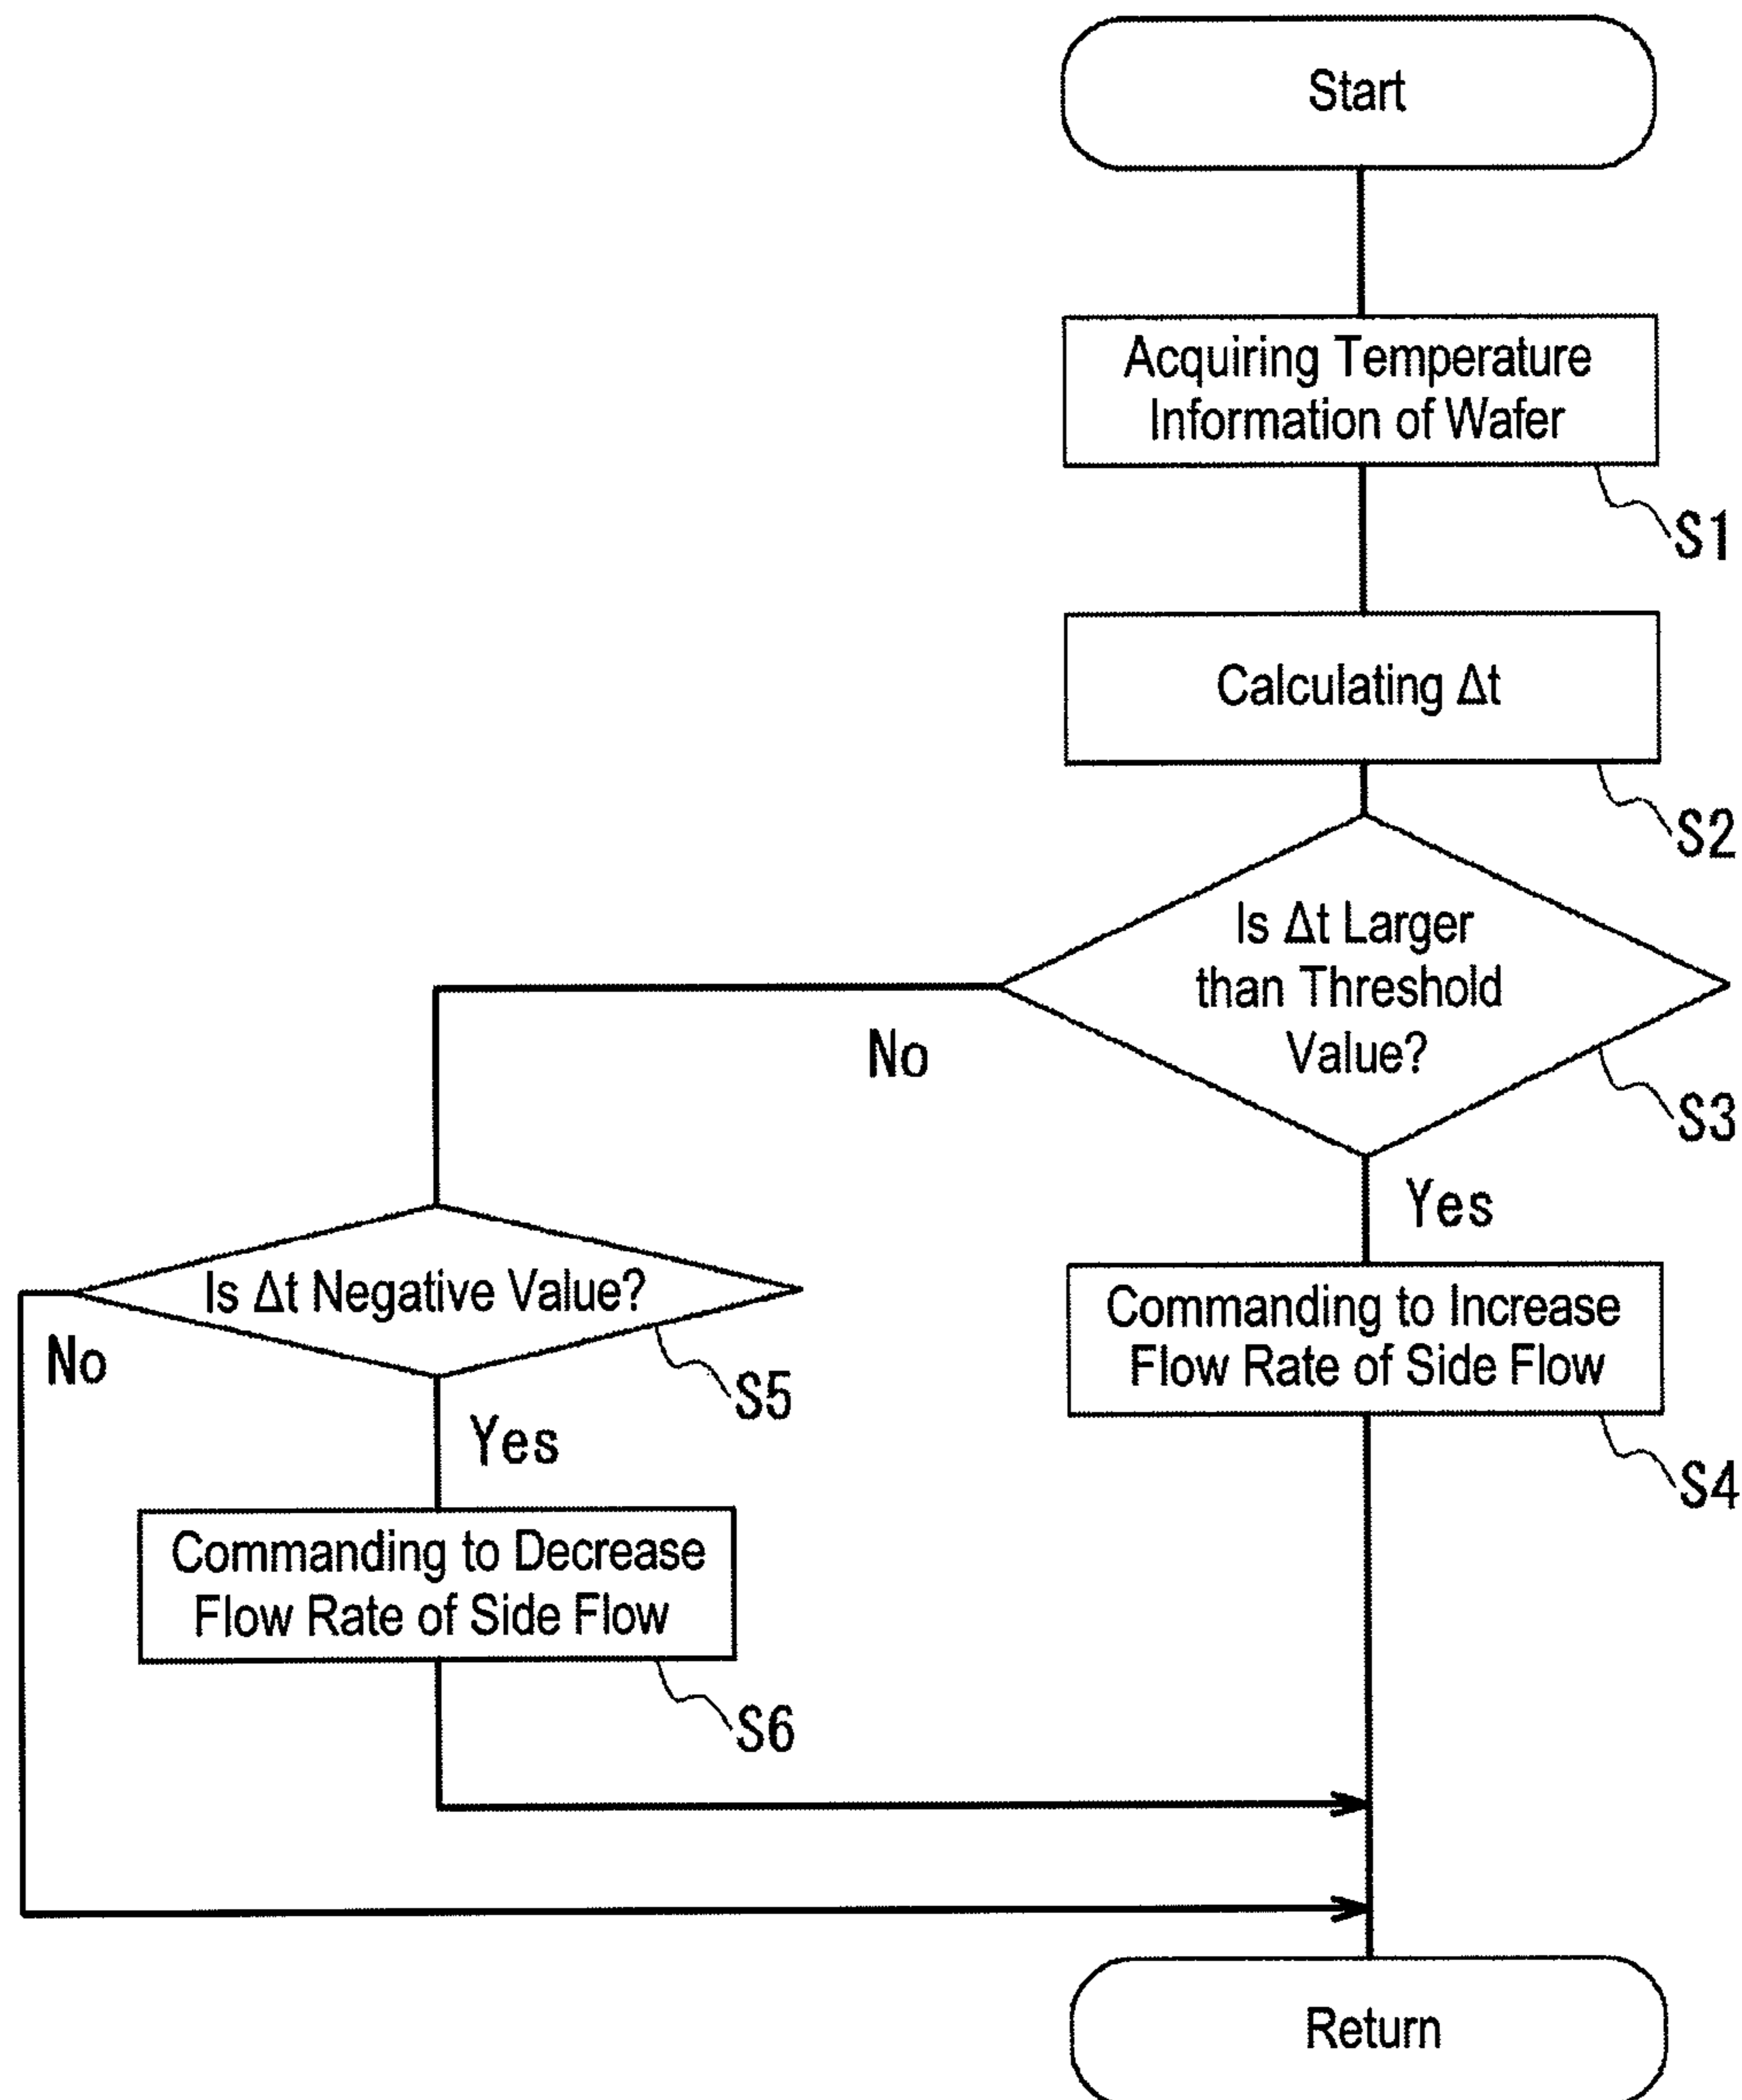 Start
Acquiring Temperature
Information of Wafer
S1
Calculating Δt
S2
Is Δt Larger
than Threshold
Value?
No
S3
Yes
Is Δt Negative Value?
No
S5
Commanding to Increase
Flow Rate of Side Flow
S4
Yes
Commanding to Decrease
Flow Rate of Side Flow
S6
Return